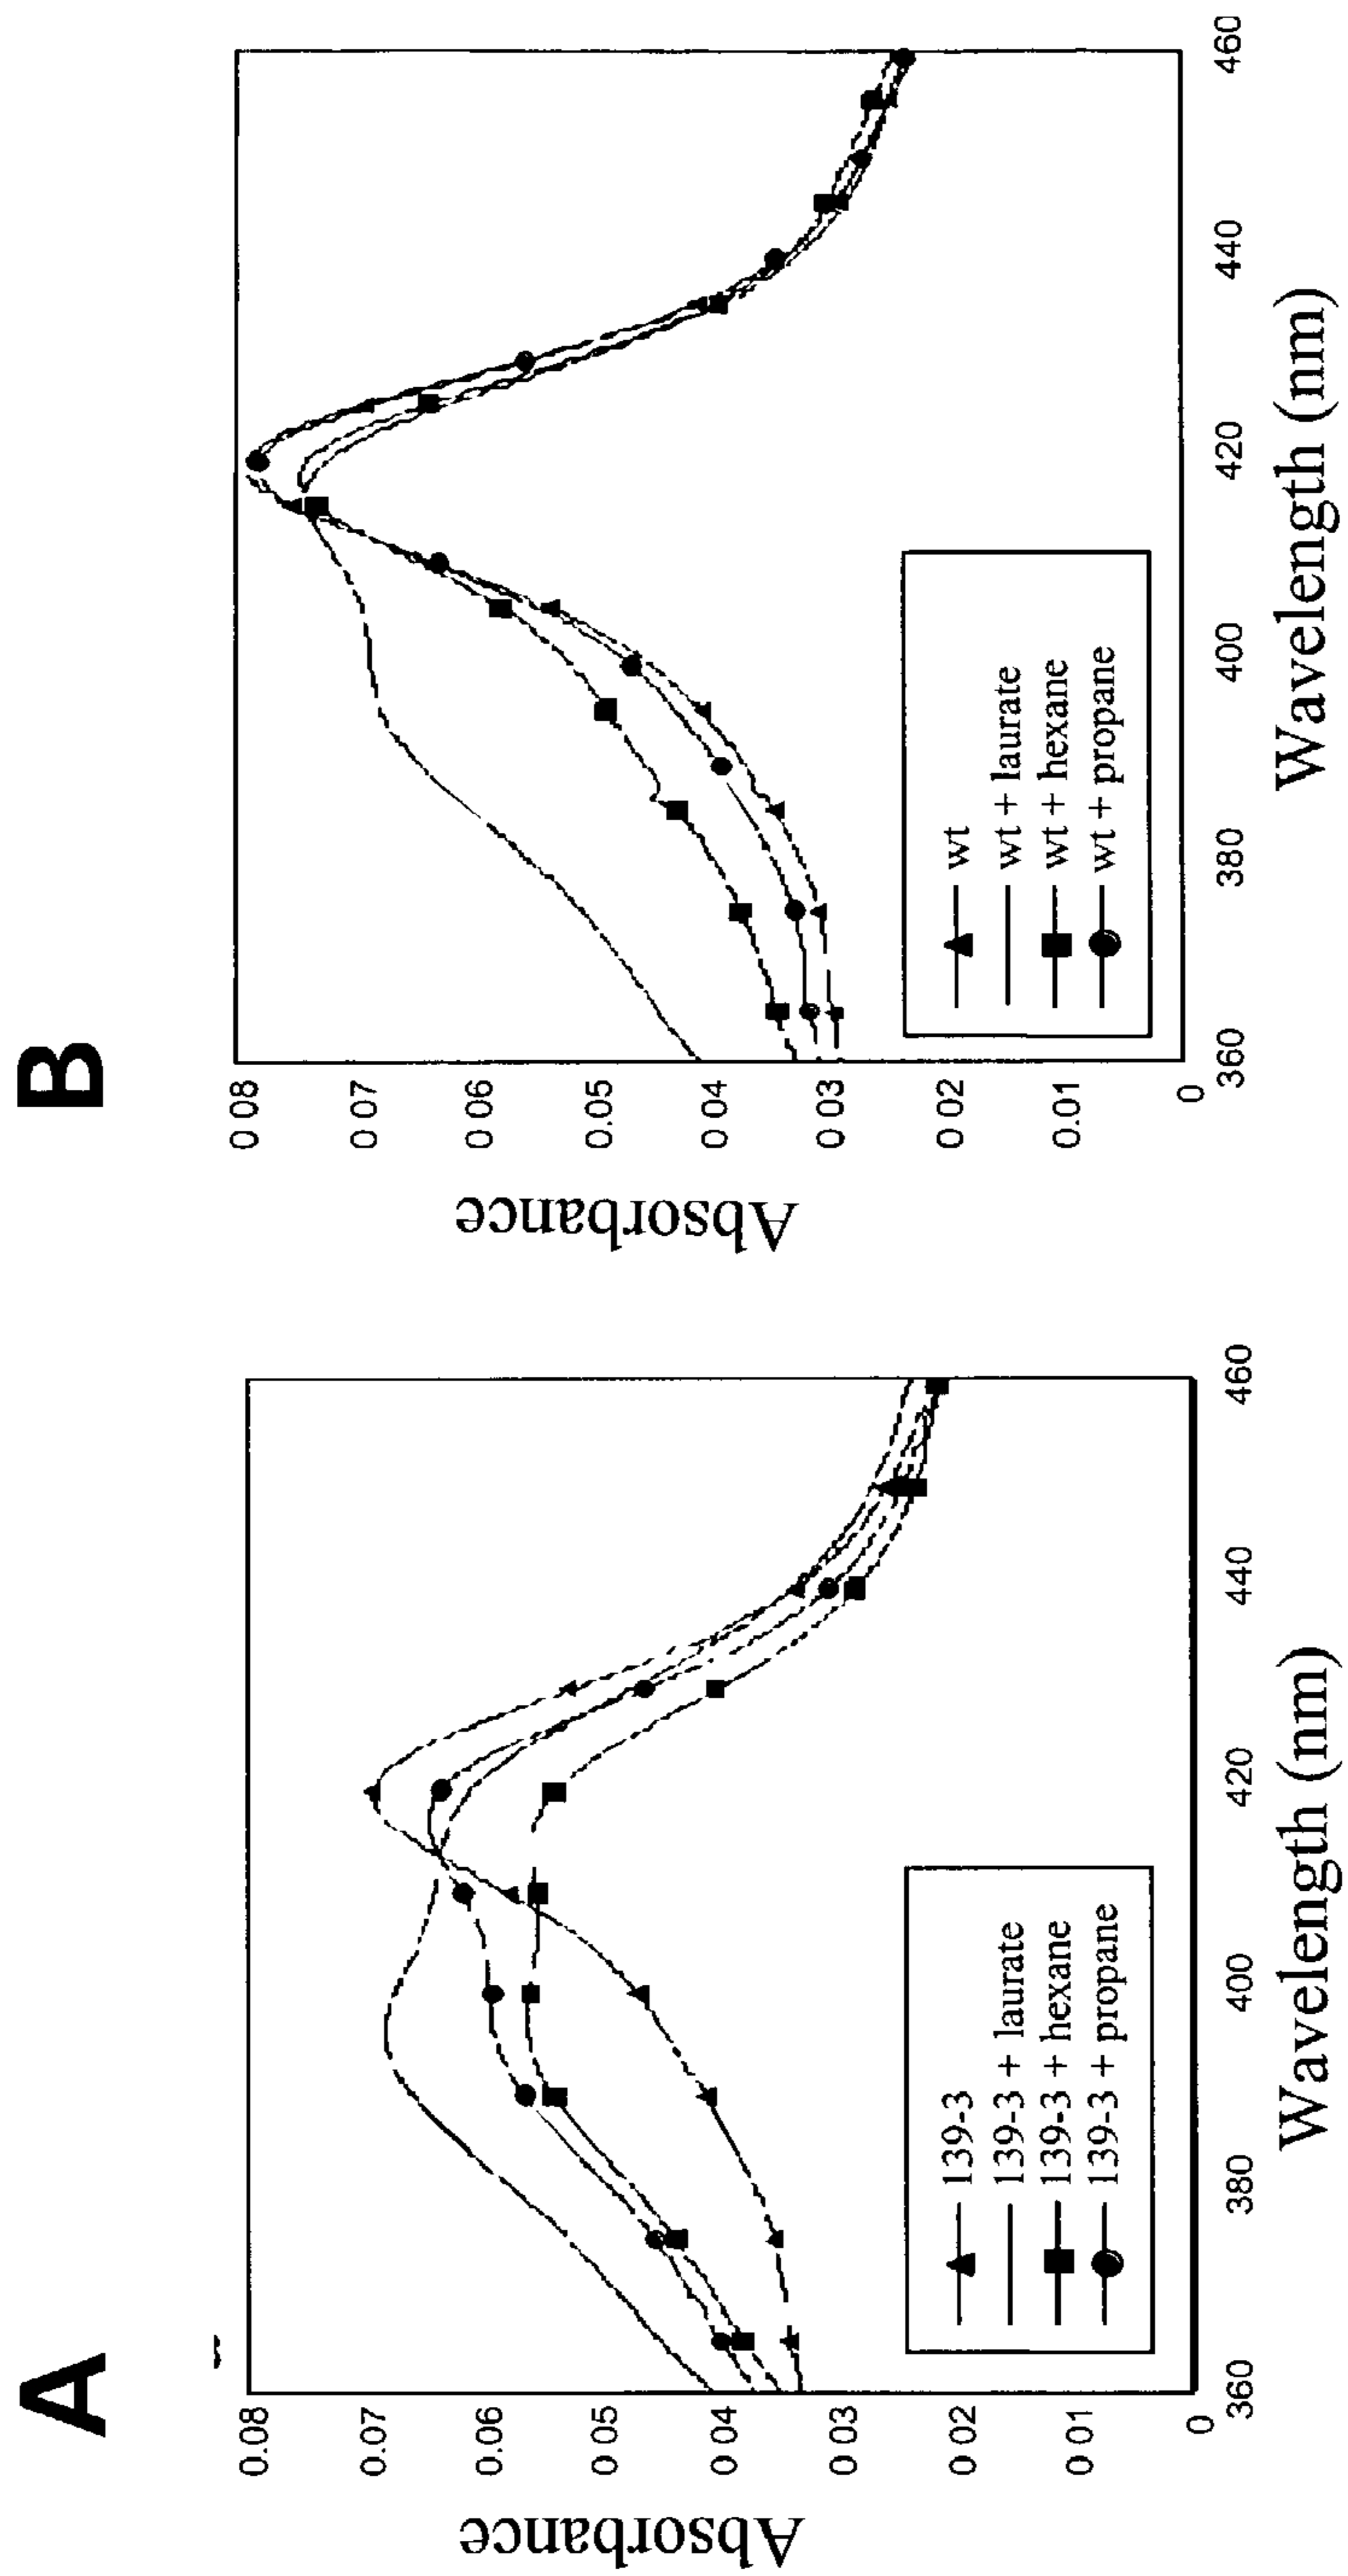 A
Absorbance
0.08
0.07
0.06
0.05
0 04
0 03
0 02
0 01
0
360
380
400
420
440
460
Wavelength (nm)
139-3
139-3 + laurate
139-3 + hexane
139-3 + propane
B
Absorbance
0 08
0 07
0 06
0.05
0 04
0 03
0 02
0.01
0
360
380
400
420
440
460
Wavelength (nm)
wt
wt + laurate
wt + hexane
wt + propane